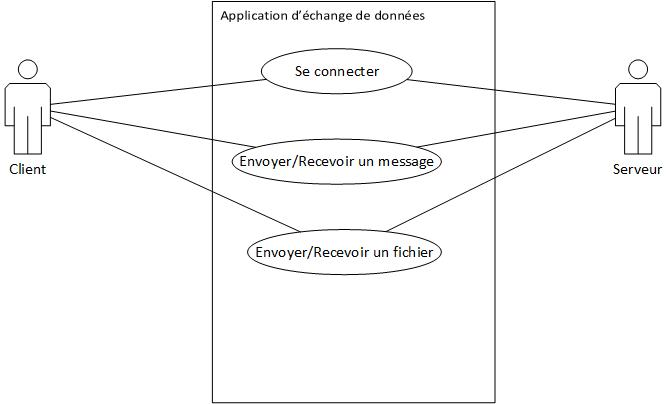 Application d'échange de données
Se connecter
Envoyer/Recevoir un message
Client
Serveur
Envoyer/Recevoir un fichier